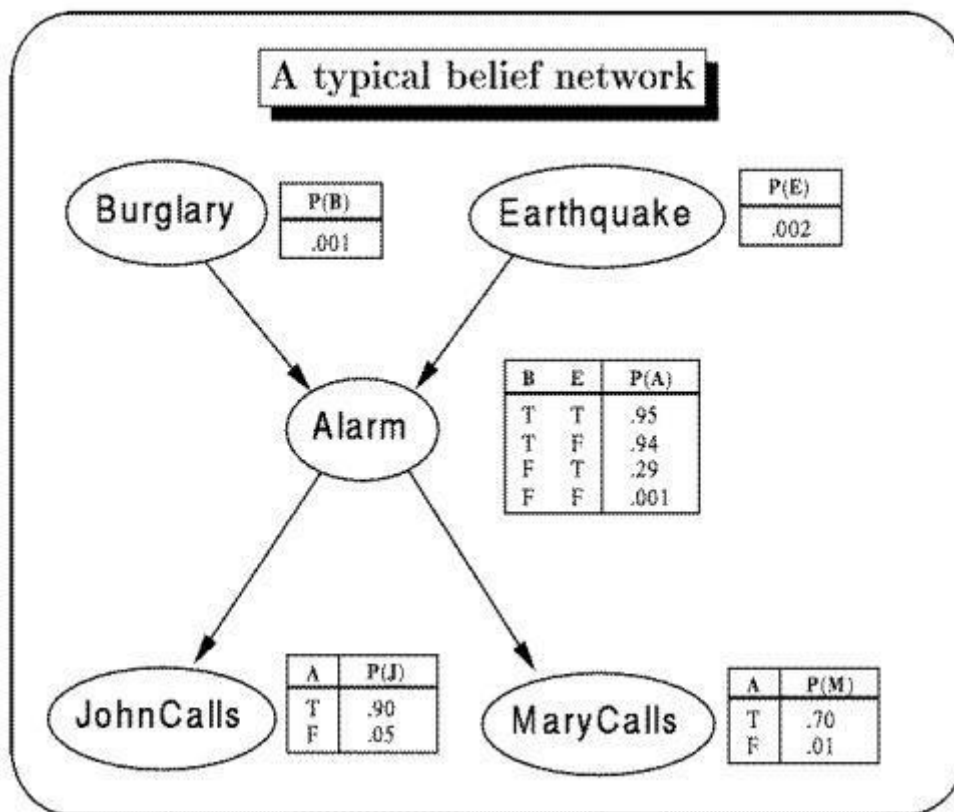 A typical belief network
Burglary
P(B)
.001
Earthquake
P(E)
.002
Alarm
B E P(A)
T T .95
T F .94
F T .29
F F .001
JohnCalls
A P(J)
T .90
F .05
MaryCalls
A P(M)
T .70
F .01